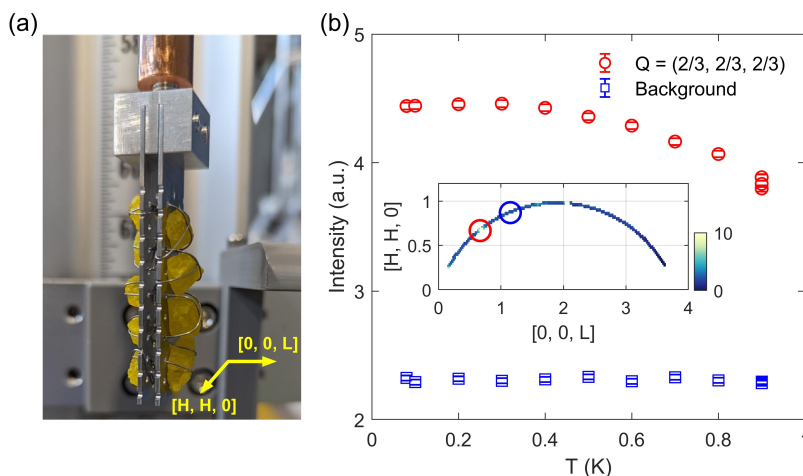 (a)
[0, 0, L]
[H, H, 0]
(b)
5
4
3
2
Intensity (a.u.)
0
0.2
0.4
0.6
0.8
1
T (K)
Q = (2/3, 2/3, 2/3)
Background
1
0.5
0
[H, H, 0]
0
1
2
3
4
[0, 0, L]
10
0